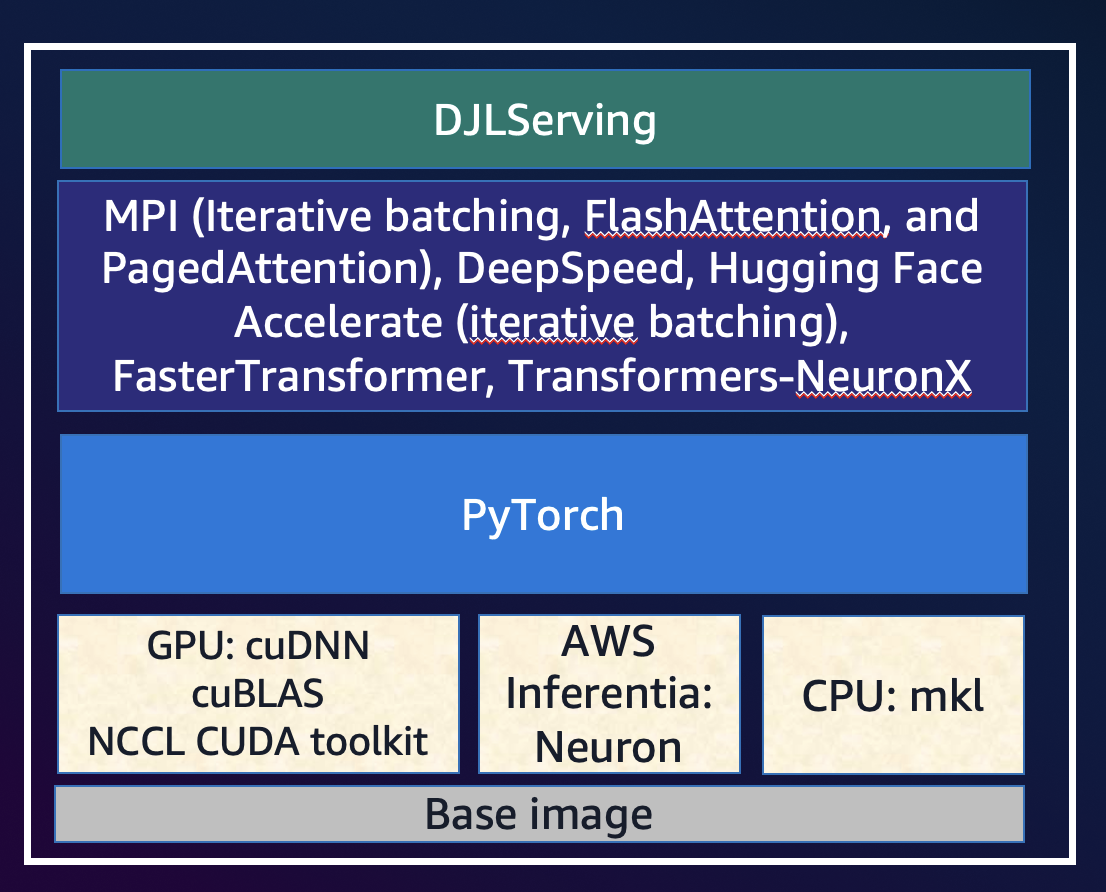 DJLServing
MPI (Iterative batching, FlashAttention, and
PagedAttention), DeepSpeed, Hugging Face
Accelerate (iterative batching),
FasterTransformer, Transformers-NeuronX
PyTorch
GPU: cuDNN
cuBLAS
NCCL CUDA toolkit
AWS
Inferentia:
Neuron
CPU: mkl
Base image